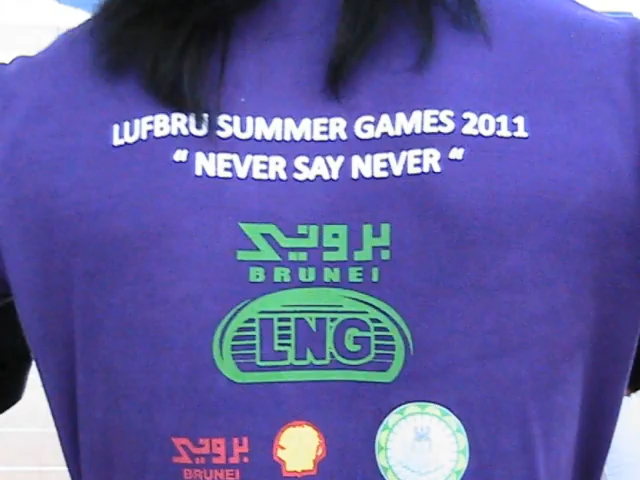 LUFBRU SUMMER GAMES 2011
“ NEVER SAY NEVER “
بروني
BRUNEI
LNG
بروني
BRUNEI